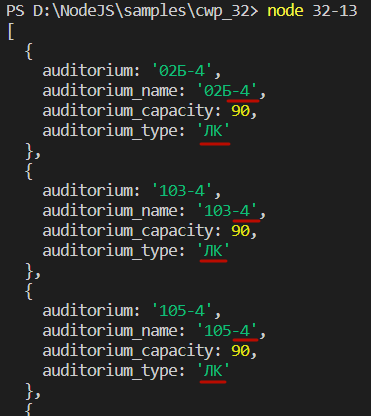 PS D:\NodeJS\samples\cwp_32> node 32-13
[
  {
    auditorium: '02Б-4',
    auditorium_name: '02Б-4',
    auditorium_capacity: 90,
    auditorium_type: 'ЛК'
  },
  {
    auditorium: '103-4',
    auditorium_name: '103-4',
    auditorium_capacity: 90,
    auditorium_type: 'ЛК'
  },
  {
    auditorium: '105-4',
    auditorium_name: '105-4',
    auditorium_capacity: 90,
    auditorium_type: 'ЛК'
  },
  {